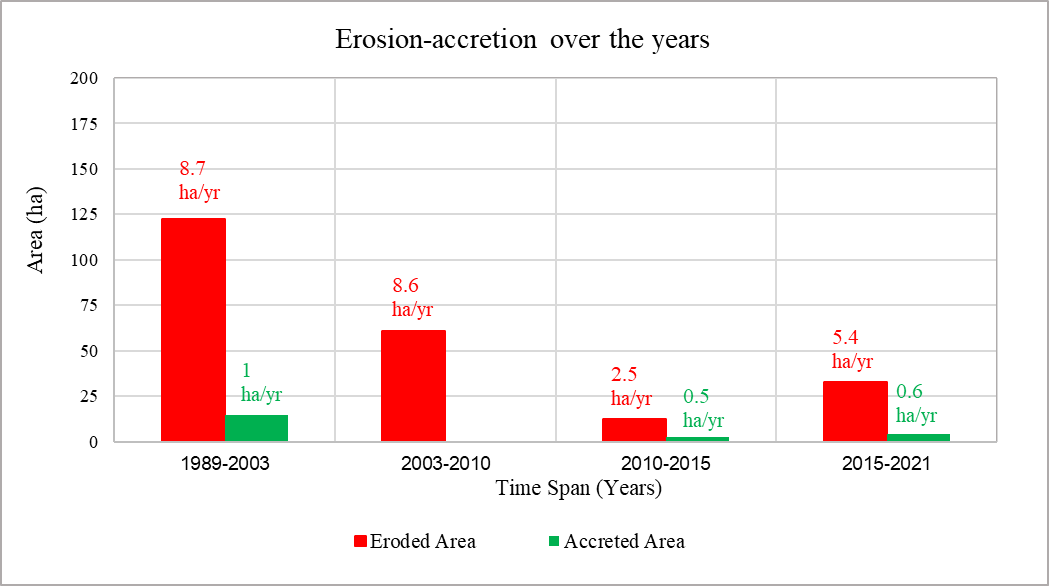 Erosion-accretion over the years
Area (ha)
200
175
150
125
100
75
50
25
0
8.7
ha/yr
1
ha/yr
8.6
ha/yr
2.5
ha/yr
0.5
ha/yr
5.4
ha/yr
0.6
ha/yr
1989-2003
2003-2010
2010-2015
2015-2021
Time Span (Years)
Eroded Area
Accreted Area